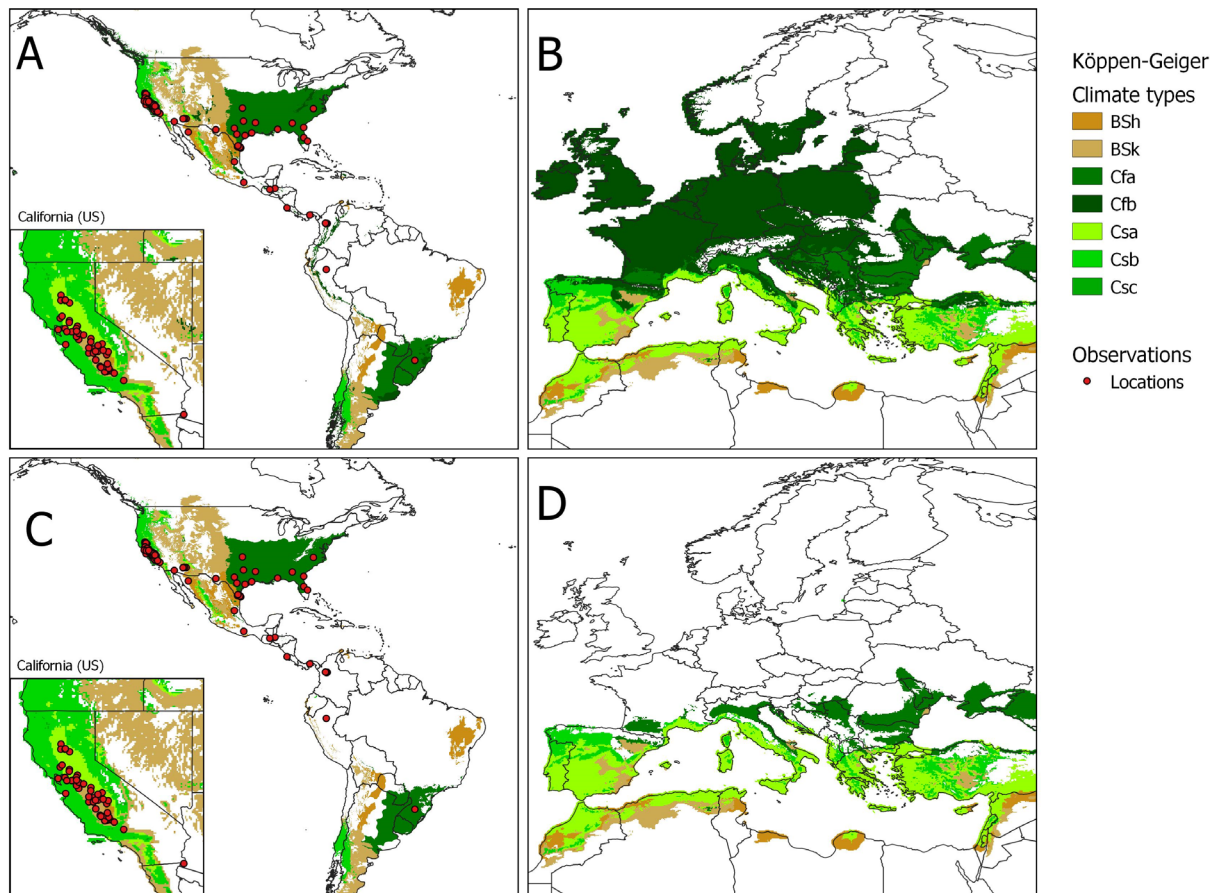 A
B
Köppen-Geiger
Climate types
BSh
BSk
Cfa
Cfb
Csa
Csb
Csc
Observations
Locations
California (US)
C
D
California (US)